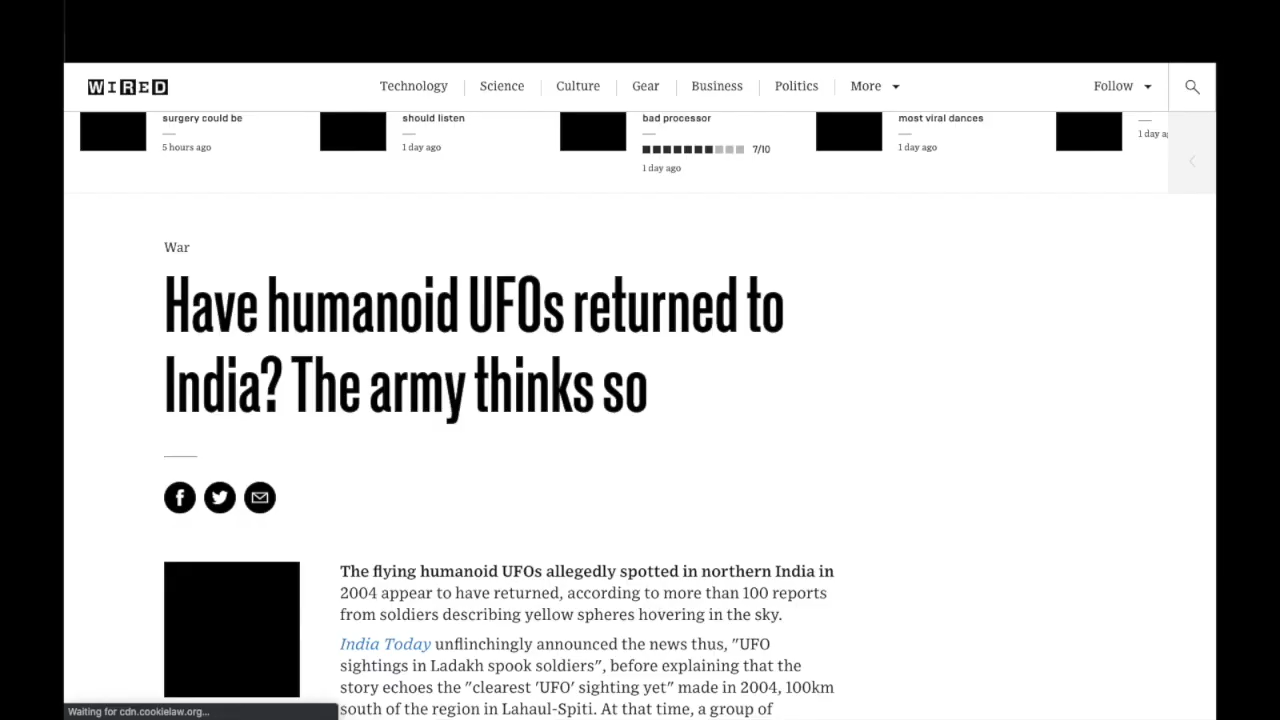 WIRED
Technology
Science
Culture
Gear
Business
Politics
More
Follow
surgery could be
5 hours ago
should listen
1 day ago
bad processor
7/10
1 day ago
most viral dances
1 day ago
1 day
War
Have humanoid UFOs returned to
India? The army thinks so
The flying humanoid UFOs allegedly spotted in northern India in
2004 appear to have returned, according to more than 100 reports
from soldiers describing yellow spheres hovering in the sky.
India Today unflinchingly announced the news thus, "UFO
sightings in Ladakh spook soldiers", before explaining that the
story echoes the "clearest 'UFO' sighting yet" made in 2004, 100km
south of the region in Lahaul-Spiti. At that time, a group of
Waiting for cdn.cookielaw.org...